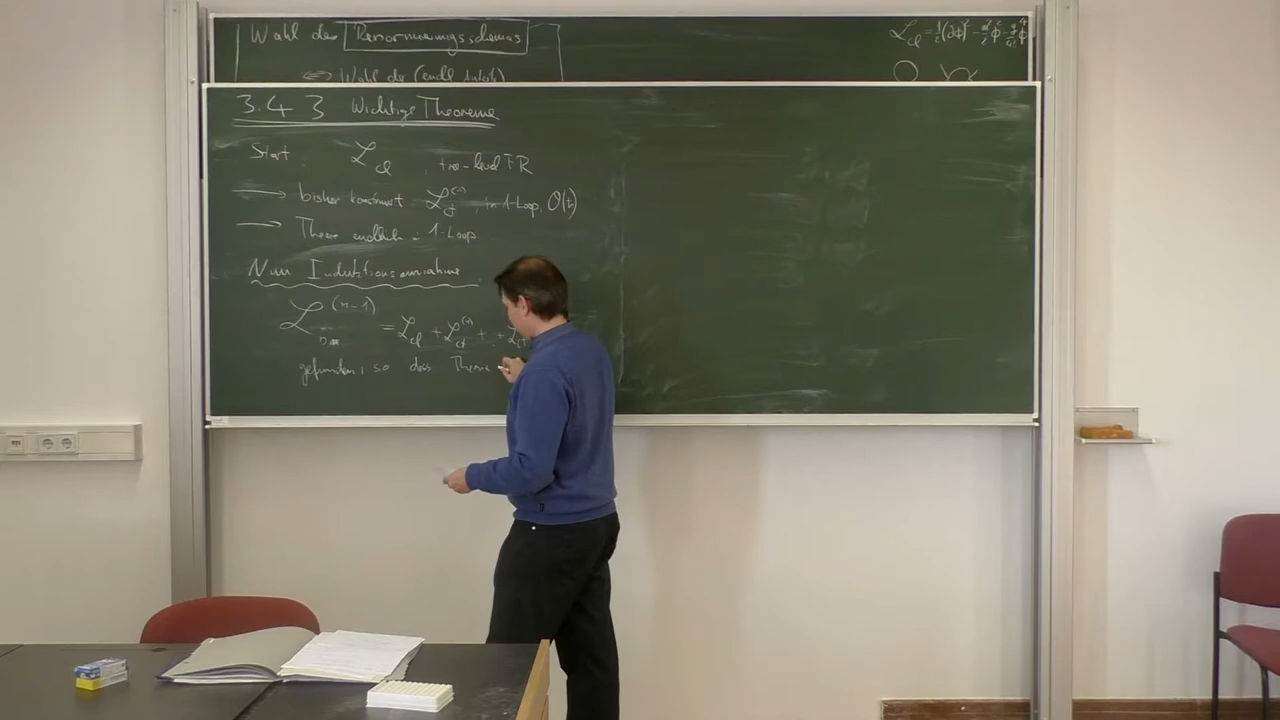 Wahl des Renormierungsschemas
⟺ Wahl der (endl.
ℒ_cl = ½(∂ϕ)² − m²/2 ϕ² − g/4! ϕ⁴
3.4.3 Wichtige Theoreme
Start: ℒ_cl, tree-level FR
→ bisher konstruiert ℒ_ct^(1), in 1-Loop, O(ℏ)
→ Theorie endlich in 1-Loop
Nun Induktionsannahme
ℒ^(n-1) = ℒ_cl + ℒ_ct^(1) + ... + ℒ_ct
gefunden, so dass Theorie